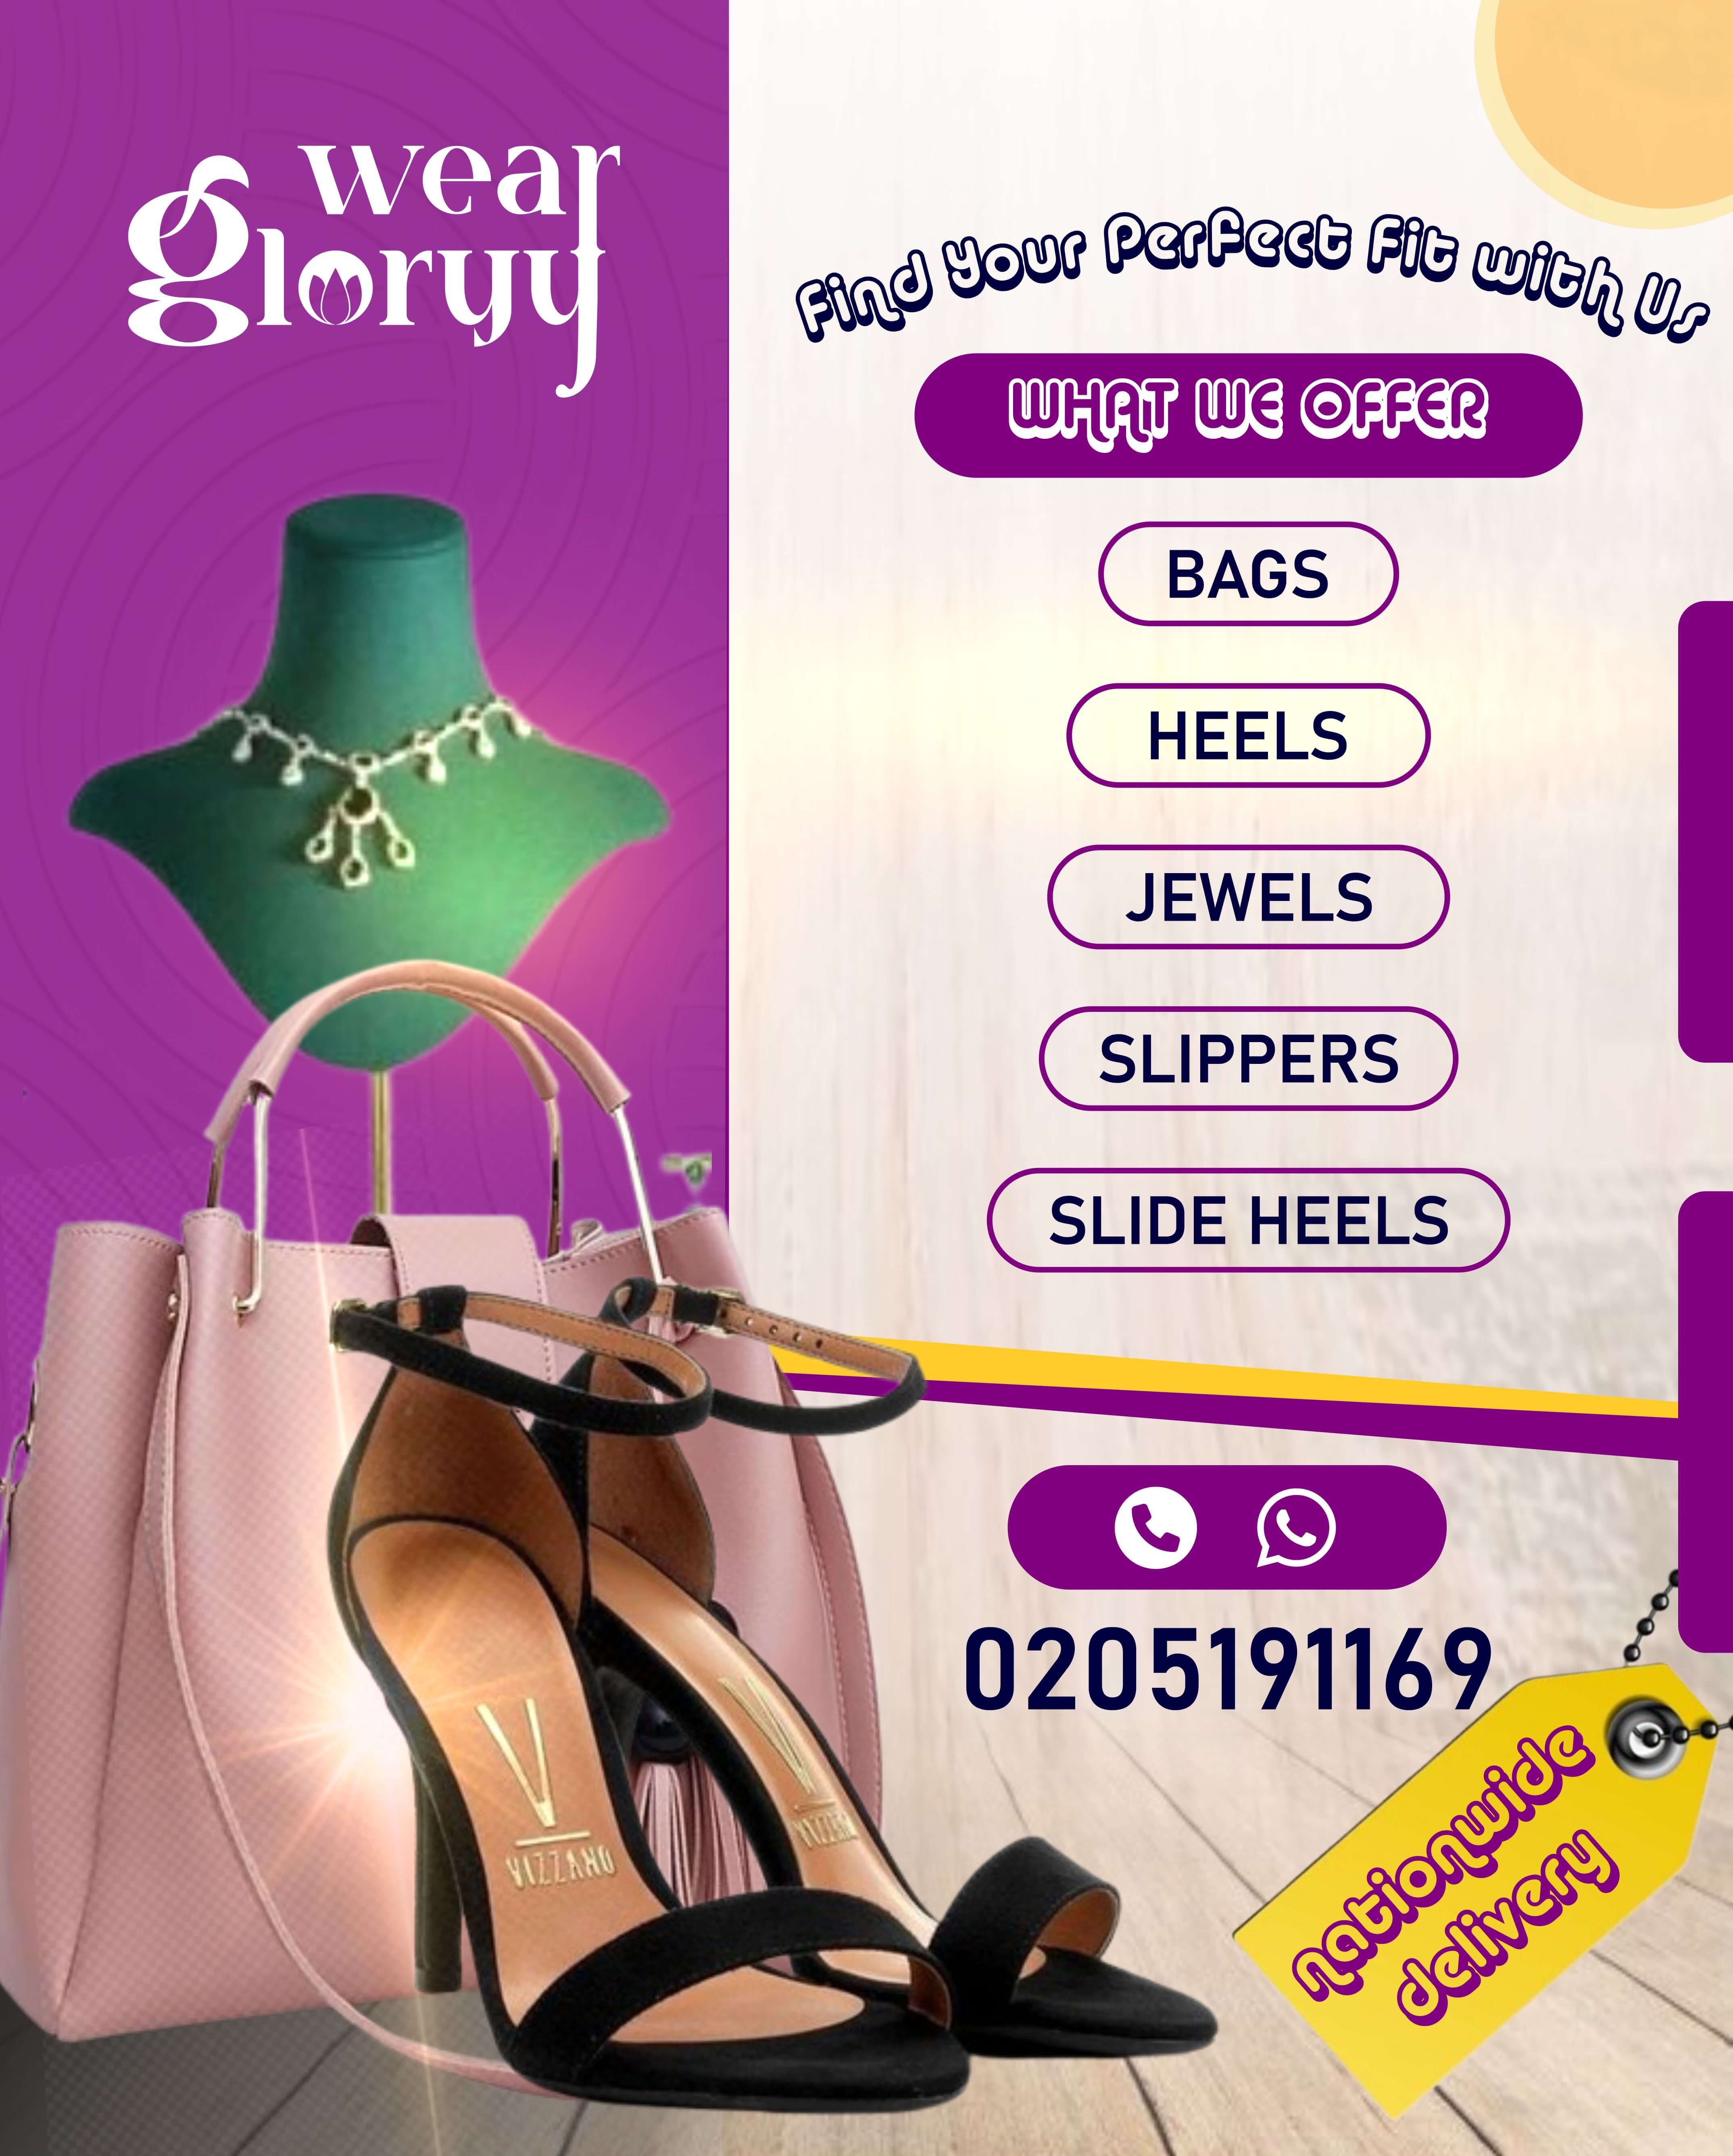 wear
gloryy
Find Your Perfect Fit with Us
WHAT WE OFFER
BAGS
HEELS
JEWELS
SLIPPERS
SLIDE HEELS
0205191169
nationwide
delivery
V
VIZZANO
V
VIZZANO